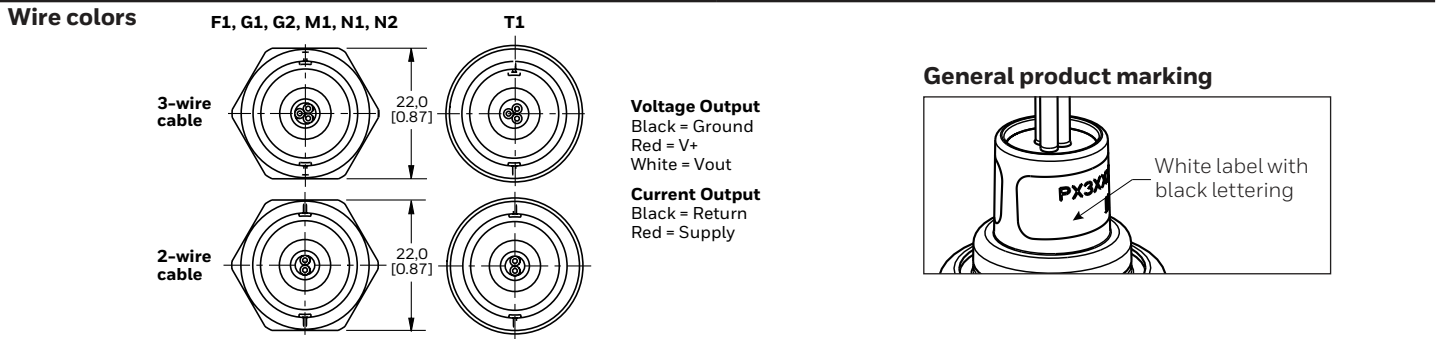 Wire colors
F1, G1, G2, M1, N1, N2
T1
3-wire
cable
22,0
[0.87]
2-wire
cable
22,0
[0.87]
Voltage Output
Black = Ground
Red = V+
White = Vout
Current Output
Black = Return
Red = Supply
General product marking
White label with
black lettering